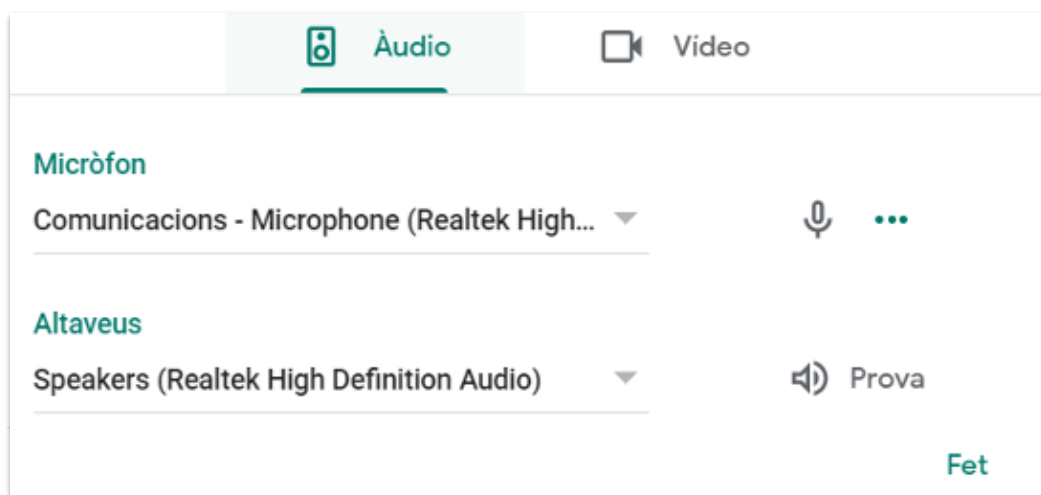 Àudio Vídeo
Micròfon
Comunicacions - Microphone (Realtek High...
Altaveus
Speakers (Realtek High Definition Audio)
Prova
Fet